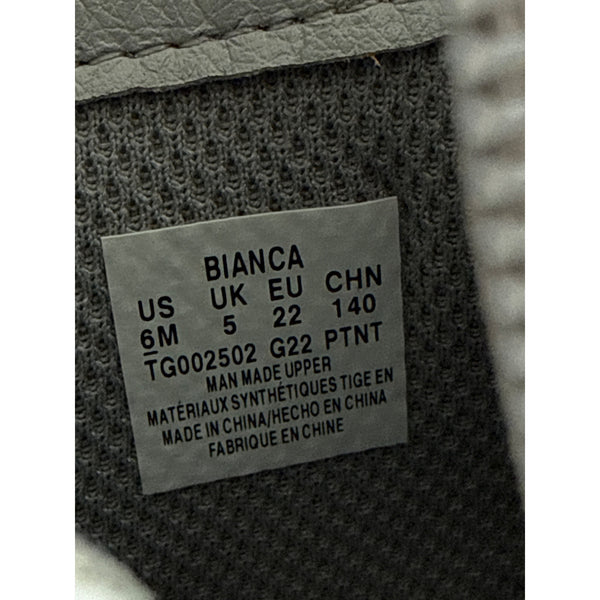 BIANCA
US UK EU CHN
6M 5 22 140
TG002502 G22 PTNT
MAN MADE UPPER
MATÉRIAUX SYNTHÉTIQUES TIGE EN
MADE IN CHINA/HECHO EN CHINA
FABRIQUE EN CHINE